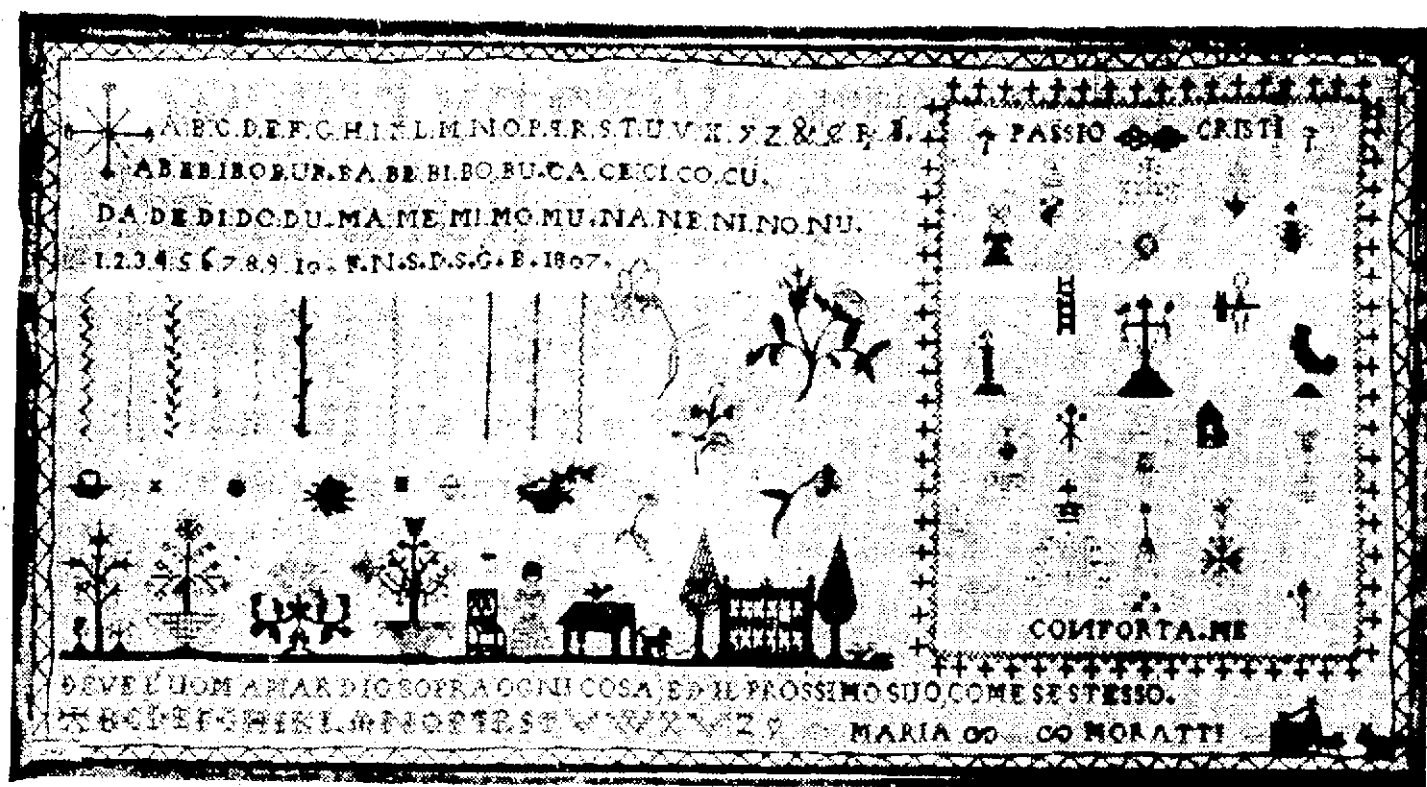 A.B.C.D.E.F.G.H.I.K.L.M.N.O.P.Q.R.S.T.U.V.X.Y.Z.&.
AB.EB.IB.OB.UB.BA.BE.BI.BO.BU.CA.CE.CI.CO.CU.
DA.DE.DI.DO.DU.MA.ME.MI.MO.MU.NA.NE.NI.NO.NU.
1.2.3.4.5.6.7.8.9.10. F.N.S.D.S.G.B.1807.
DEVE L'UOM AMAR DIO SOPRA OGNI COSA, ED IL PROSSIMO SUO, COME SE STESSO.
ABCDEFGHIKLMNOPQRST
MARIA MORATTI
PASSIO CRISTI
CONFORTA.ME